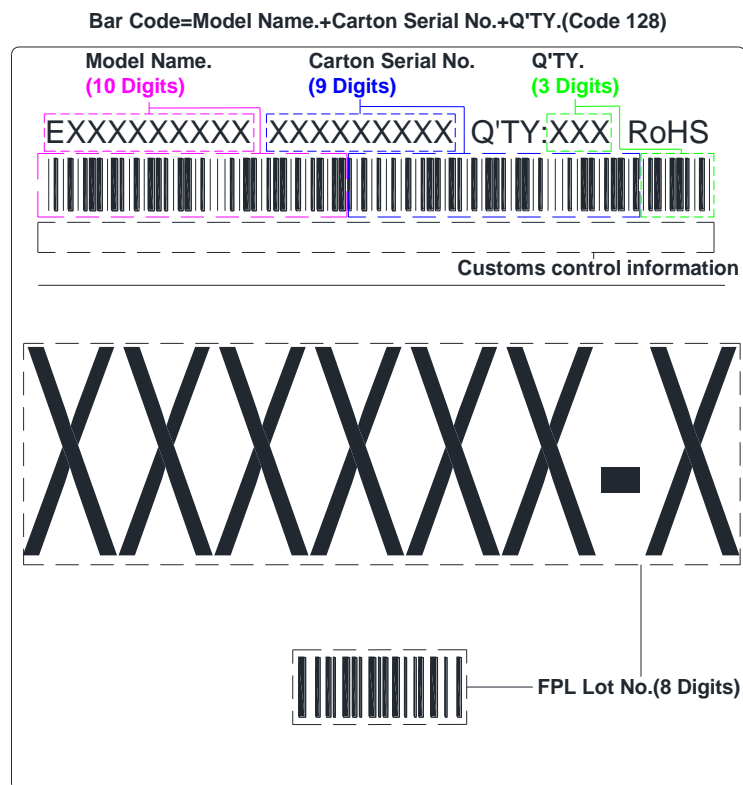 Bar Code=Model Name.+Carton Serial No.+Q'TY.(Code 128)
Model Name. Carton Serial No. Q'TY.
(10 Digits) (9 Digits) (3 Digits)
EXXXXXXXXX XXXXXXXXX Q'TY:XXX RoHS
Customs control information
XXXXXX-X
FPL Lot No.(8 Digits)